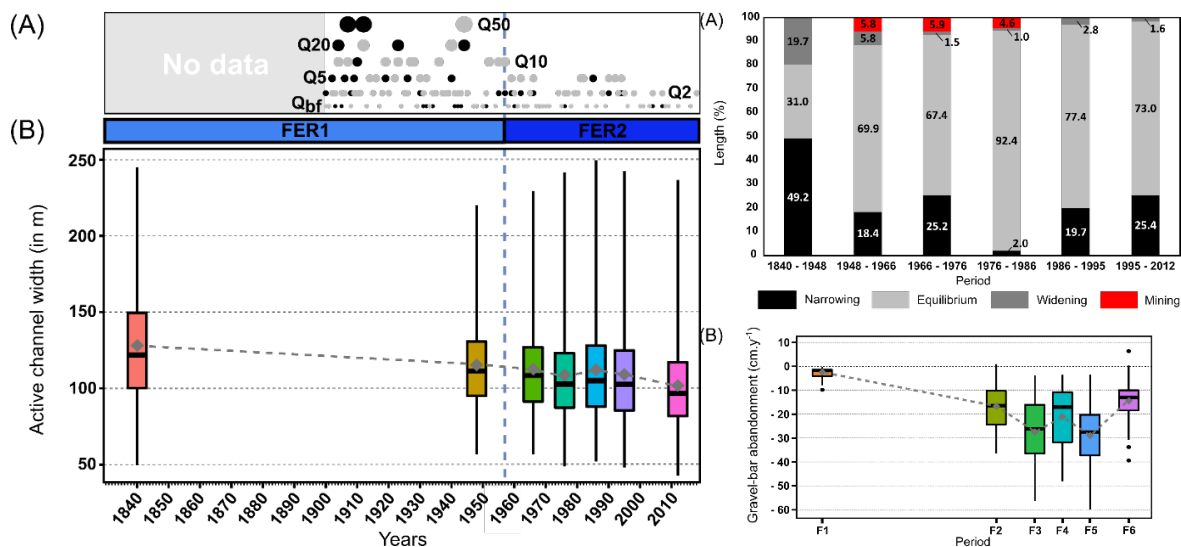 (A)
No data
Q50
Q20
Q10
Q5
Q2
Qbf
(B)
FER1
FER2
Active channel width (in m)
250
200
150
100
50
1840
1850
1860
1870
1880
1890
1900
1910
1920
1930
1940
1950
1960
1970
1980
1990
2000
2010
Years
(A)
Length (%)
100
90
80
70
60
50
40
30
20
10
0
19.7
31.0
49.2
5.8
5.8
69.9
18.4
5.9
1.5
67.4
25.2
4.6
1.0
92.4
2.0
2.8
77.4
19.7
1.6
73.0
25.4
1840 - 1948
1948 - 1966
1966 - 1976
1976 - 1986
1986 - 1995
1995 - 2012
Period
Narrowing
Equilibrium
Widening
Mining
(B)
Gravel-bar abandonment (cm.y-1)
10
0
- 10
- 20
- 30
- 40
- 50
- 60
F1
F2
F3
F4
F5
F6
Period